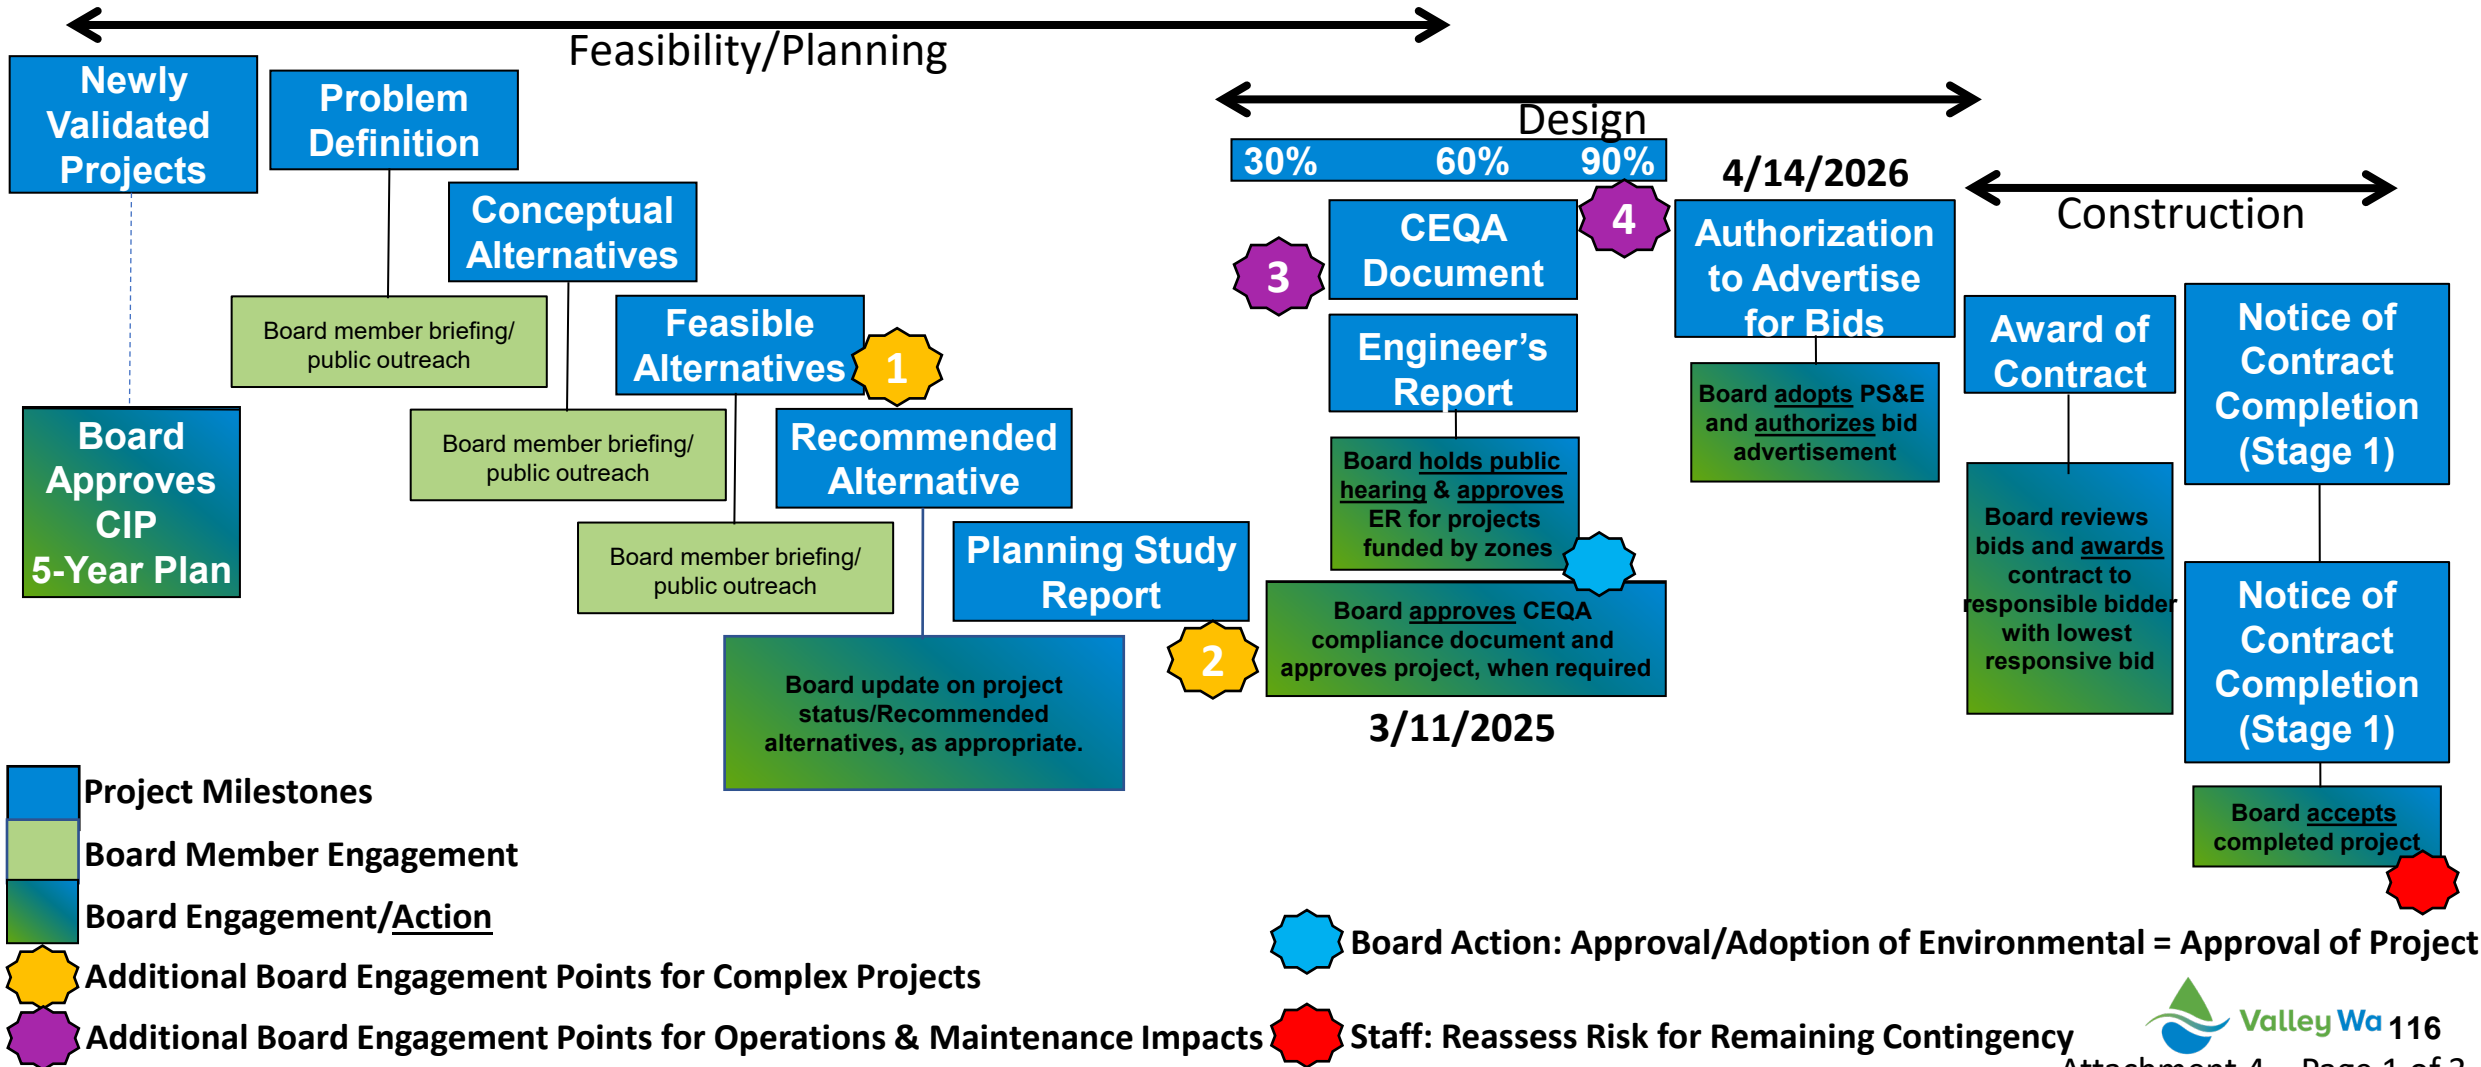 Feasibility/Planning
Newly
Validated
Projects
Problem
Definition
Conceptual
Alternatives
Feasible
Alternatives
1
Recommended
Alternative
Planning Study
Report
2
Board
Approves
CIP
5-Year Plan
Board member briefing/
public outreach
Board member briefing/
public outreach
Board member briefing/
public outreach
Board update on project
status/Recommended
alternatives, as appropriate.
Design
30% 60% 90%
3
4
CEQA
Document
Engineer's
Report
Board holds public
hearing & approves
ER for projects
funded by zones
Board approves CEQA
compliance document and
approves project, when required
3/11/2025
4/14/2026
Authorization
to Advertise
for Bids
Board adopts PS&E
and authorizes bid
advertisement
Construction
Award of
Contract
Board reviews
bids and awards
contract to
responsible bidder
with lowest
responsive bid
Notice of
Contract
Completion
(Stage 1)
Notice of
Contract
Completion
(Stage 1)
Board accepts
completed project
Project Milestones
Board Member Engagement
Board Engagement/Action
Additional Board Engagement Points for Complex Projects
Additional Board Engagement Points for Operations & Maintenance Impacts
Board Action: Approval/Adoption of Environmental = Approval of Project
Staff: Reassess Risk for Remaining Contingency
Valley Wa
116
Attachment 4 Page 1 of 3